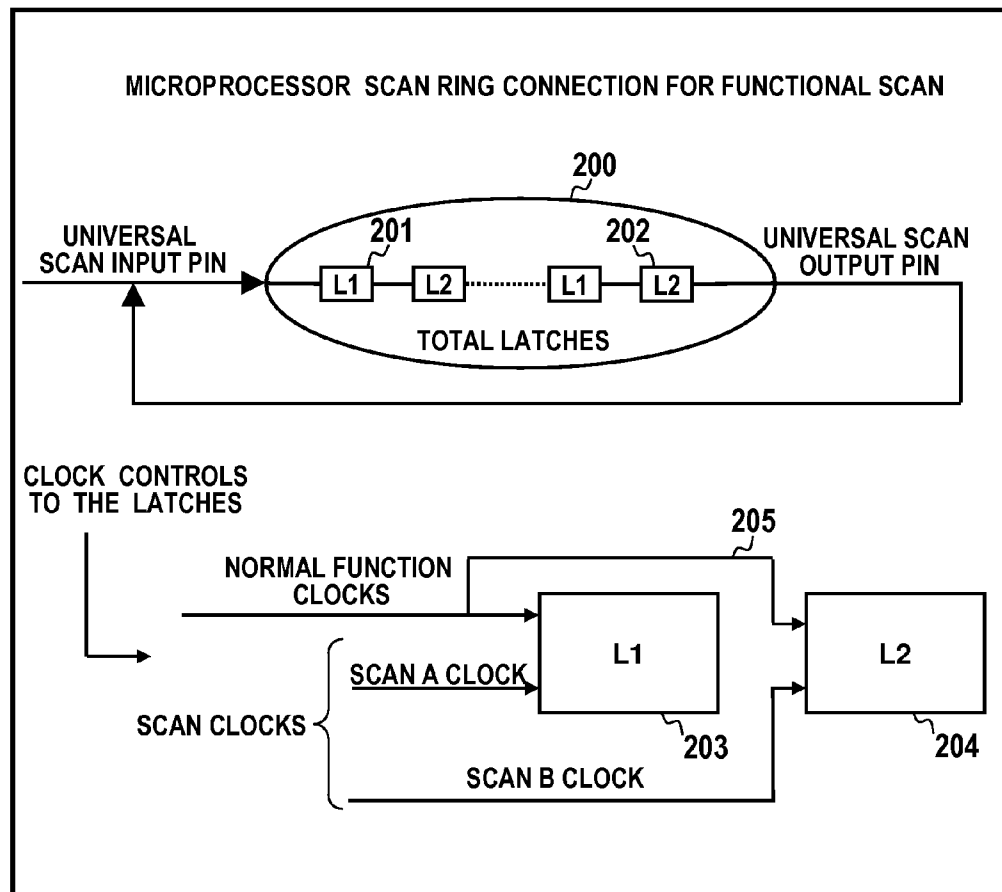 MICROPROCESSOR SCAN RING CONNECTION FOR FUNCTIONAL SCAN
200
UNIVERSAL
SCAN INPUT PIN
201
202
UNIVERSAL SCAN
OUTPUT PIN
L1
L2
L1
L2
TOTAL LATCHES
CLOCK CONTROLS
TO THE LATCHES
205
NORMAL FUNCTION
CLOCKS
L1
L2
SCAN A CLOCK
SCAN CLOCKS
203
204
SCAN B CLOCK